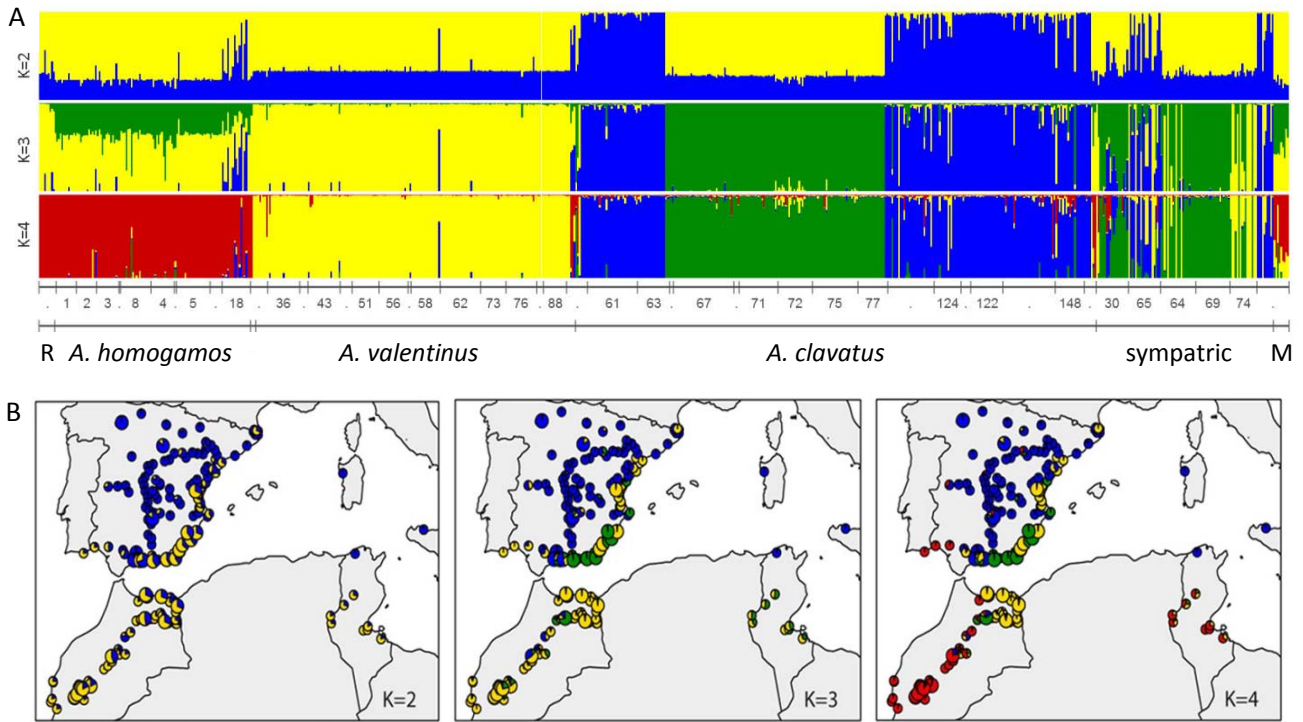 A
K=2
K=3
K=4
. 1 2 3 . 8 4 . 5 . 18 . 36 . 43 . 51 56 . 58 62 73 76 . 88 . 61 63 . 67 . 71 72 75 77 . 124 . 122 . 148 . 30 65 64 69 74 .
R A. homogamos A. valentinus A. clavatus sympatric M
B
K=2 K=3 K=4